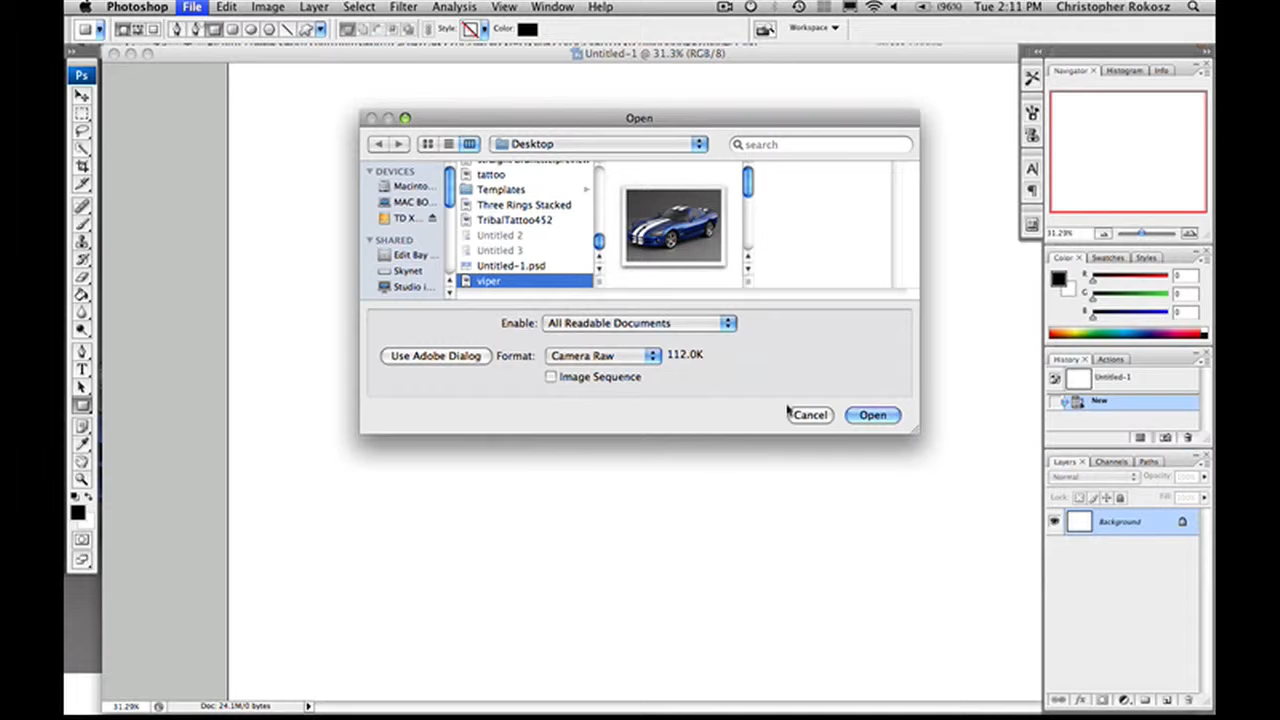 Photoshop File Edit Image Layer Select Filter Analysis View Window Help (96%) Tue 2:11 PM Christopher Rokosz
Style: Color: Workspace
Untitled-1 @ 31.3% (RGB/8)
Ps
Open
Desktop search
DEVICES
Macinto...
MAC BO...
TD X...
SHARED
Edit Bay
Skynet
Studio i...
tattoo
Templates
Three Rings Stacked
TribalTattoo452
Untitled 2
Untitled 3
Untitled-1.psd
viper
Enable: All Readable Documents
Use Adobe Dialog Format: Camera Raw 112.0K
Image Sequence
Cancel Open
Navigator x Histogram Info
31.29%
Color x Swatches Styles
R 0
G 0
B 0
History x Actions
Untitled-1
New
Layers x Channels Paths
Normal Opacity: 100%
Lock: Fill:
Background
31.29% Doc: 24.1M/0 bytes